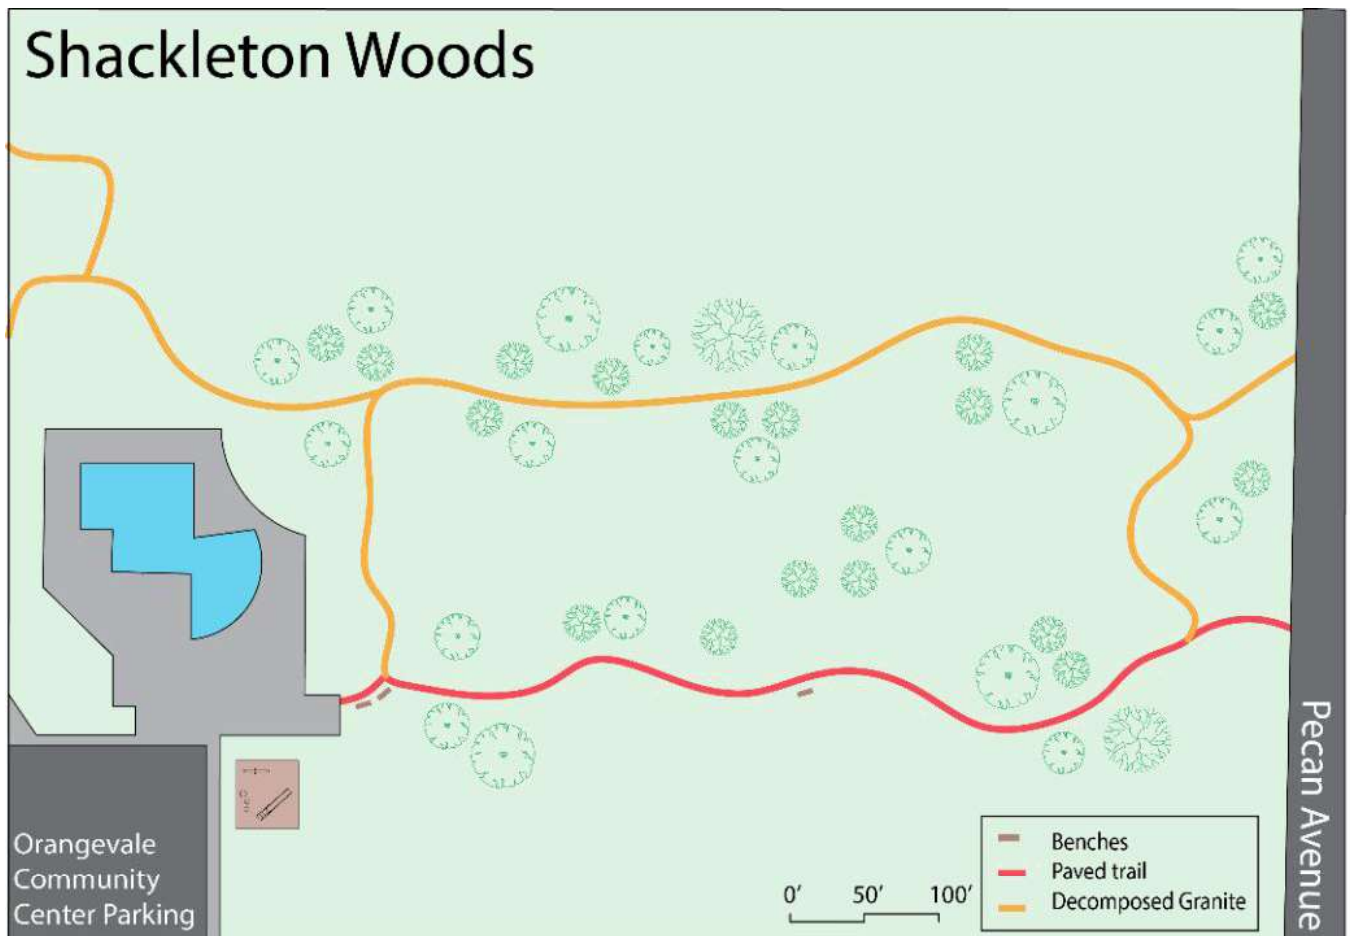 Shackleton Woods
Pecan Avenue
Orangevale
Community
Center Parking
0’ 50’ 100’
Benches
Paved trail
Decomposed Granite